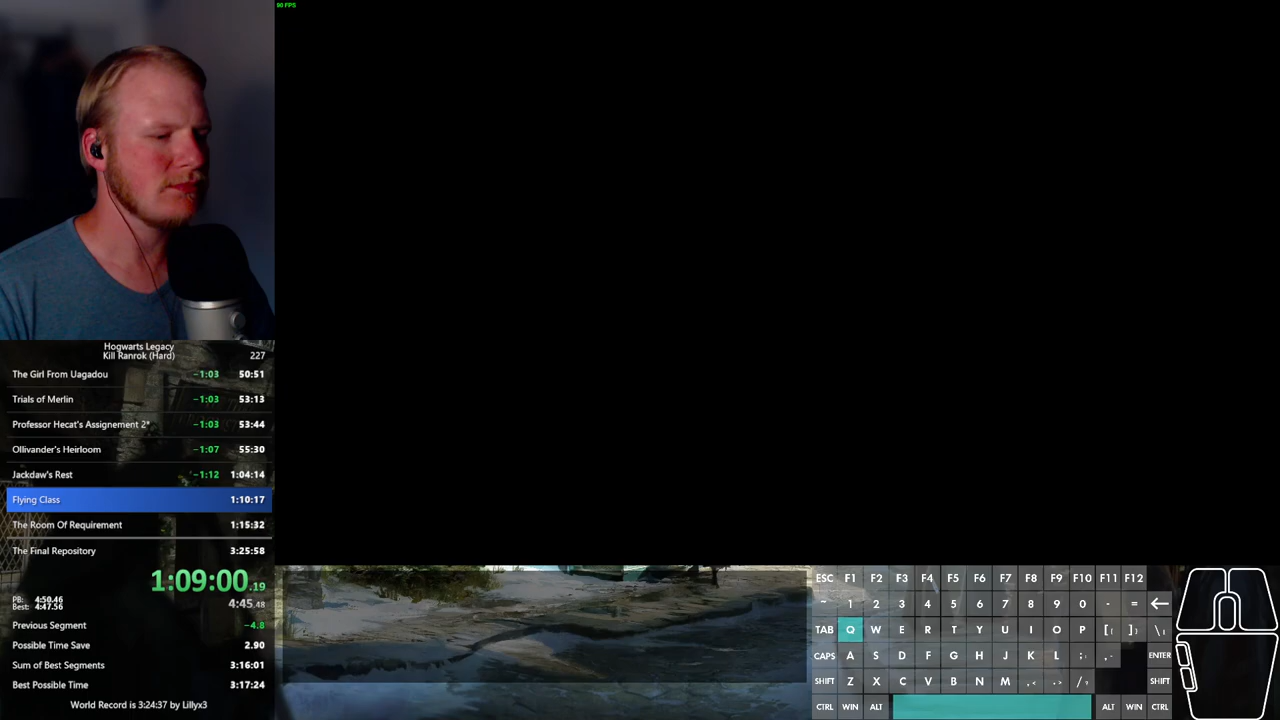 90 FPS
Hogwarts Legacy
Kill Ranrok (Hard) 227
The Girl From Uagadou -1:03 50:51
Trials of Merlin -1:03 53:13
Professor Hecat's Assignement 2* -1:03 53:44
Ollivander's Heirloom -1:07 55:30
Jackdaw's Rest -1:12 1:04:14
Flying Class 1:10:17
The Room Of Requirement 1:15:32
The Final Repository 3:25:58
1:09:00.19
PB: 4:50.46
Best: 4:47.56
4:45.48
Previous Segment -4.8
Possible Time Save 2.90
Sum of Best Segments 3:16:01
Best Possible Time 3:17:24
World Record is 3:24:37 by Lillyx3
ESC F1 F2 F3 F4 F5 F6 F7 F8 F9 F10 F11 F12
~ 1 2 3 4 5 6 7 8 9 0 - = ←
TAB Q W E R T Y U I O P [{ ]} \|
CAPS A S D F G H J K L ;: ," ENTER
SHIFT Z X C V B N M ,< .> /? SHIFT
CTRL WIN ALT ALT WIN CTRL